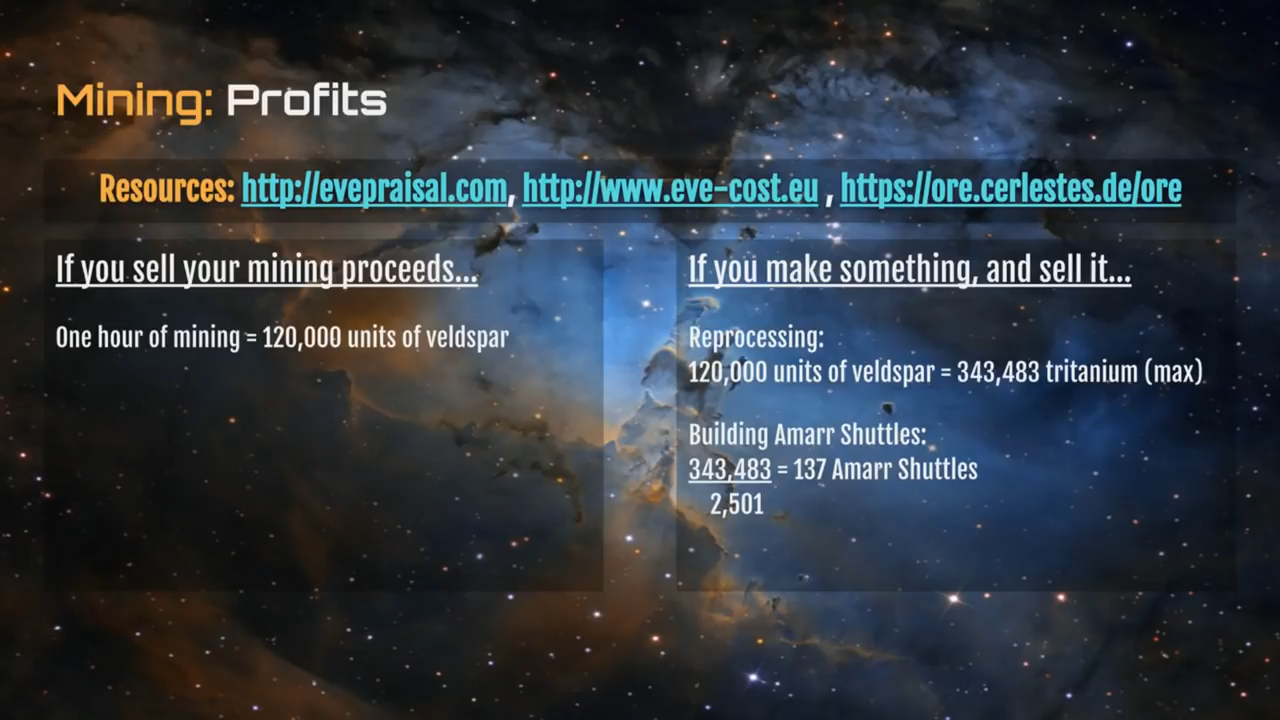 Mining: Profits
Resources: http://evepraisal.com, http://www.eve-cost.eu , https://ore.cerlestes.de/ore
If you sell your mining proceeds...
One hour of mining = 120,000 units of veldspar
If you make something, and sell it...
Reprocessing:
120,000 units of veldspar = 343,483 tritanium (max)
Building Amarr Shuttles:
343,483 = 137 Amarr Shuttles
2,501